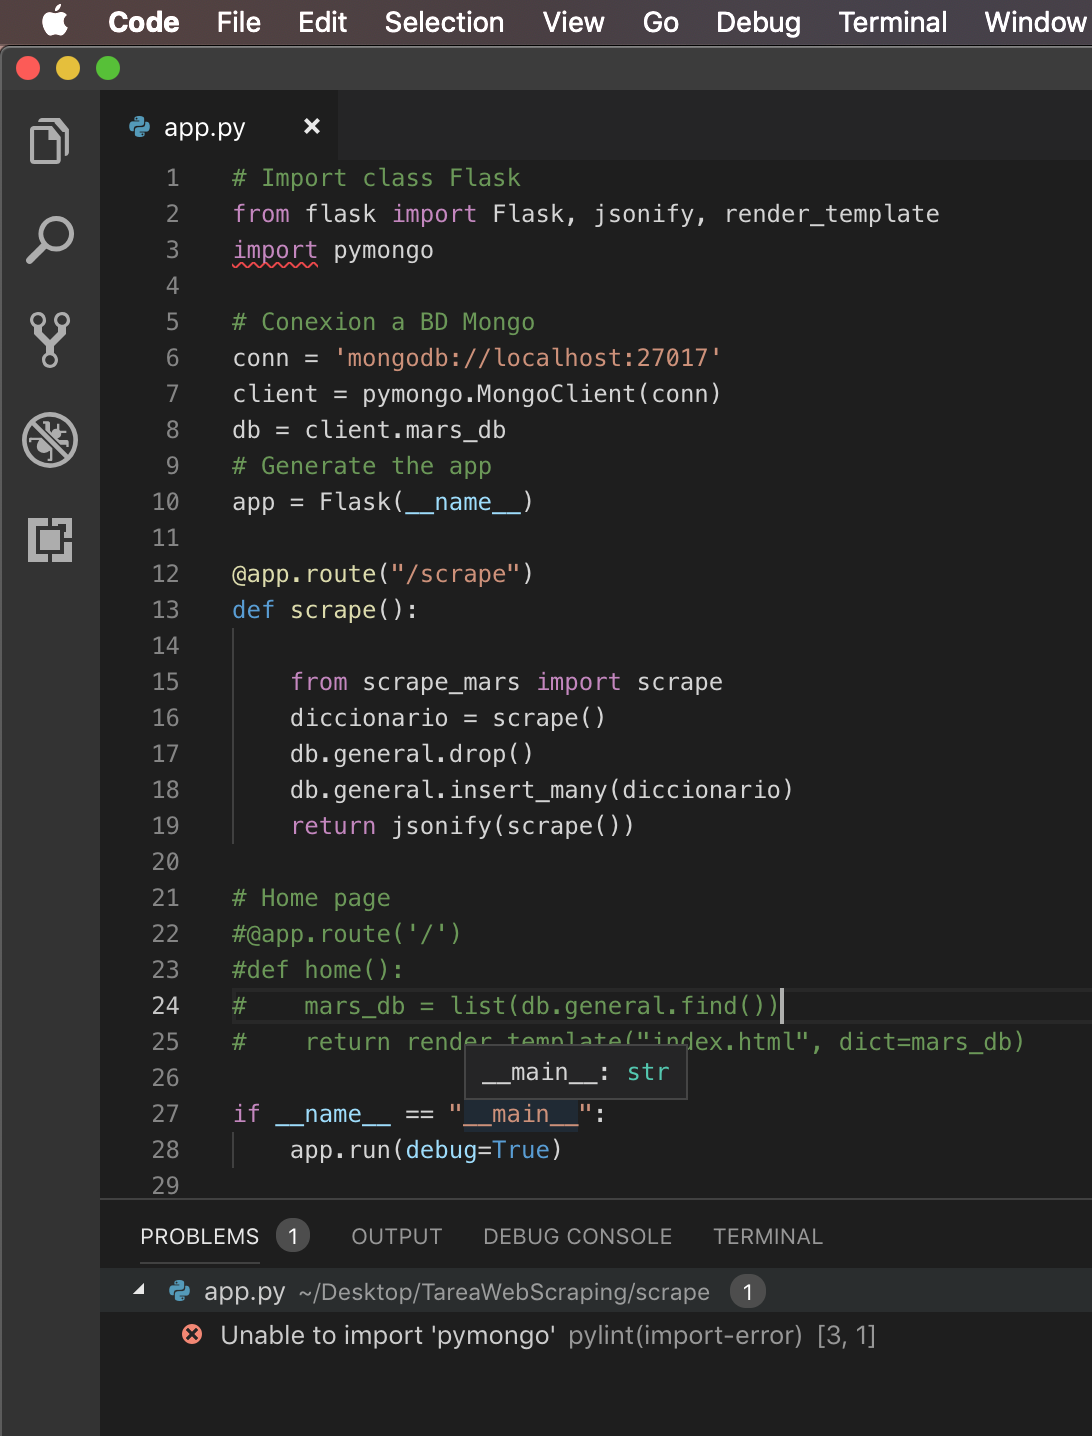 Code File Edit Selection View Go Debug Terminal Window
app.py ×
1 # Import class Flask
2 from flask import Flask, jsonify, render_template
3 import pymongo
4
5 # Conexion a BD Mongo
6 conn = 'mongodb://localhost:27017'
7 client = pymongo.MongoClient(conn)
8 db = client.mars_db
9 # Generate the app
10 app = Flask(__name__)
11
12 @app.route("/scrape")
13 def scrape():
14
15     from scrape_mars import scrape
16     diccionario = scrape()
17     db.general.drop()
18     db.general.insert_many(diccionario)
19     return jsonify(scrape())
20
21 # Home page
22 #@app.route('/')
23 #def home():
24 #    mars_db = list(db.general.find())
25 #    return render_template("index.html", dict=mars_db)
__main__: str
26
27 if __name__ == "__main__":
28     app.run(debug=True)
29
PROBLEMS 1 OUTPUT DEBUG CONSOLE TERMINAL
app.py ~/Desktop/TareaWebScraping/scrape 1
Unable to import 'pymongo' pylint(import-error) [3, 1]